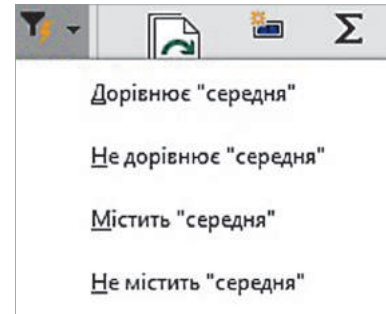 Σ
Дорівнює "середня"
Не дорівнює "середня"
Містить "середня"
Не містить "середня"